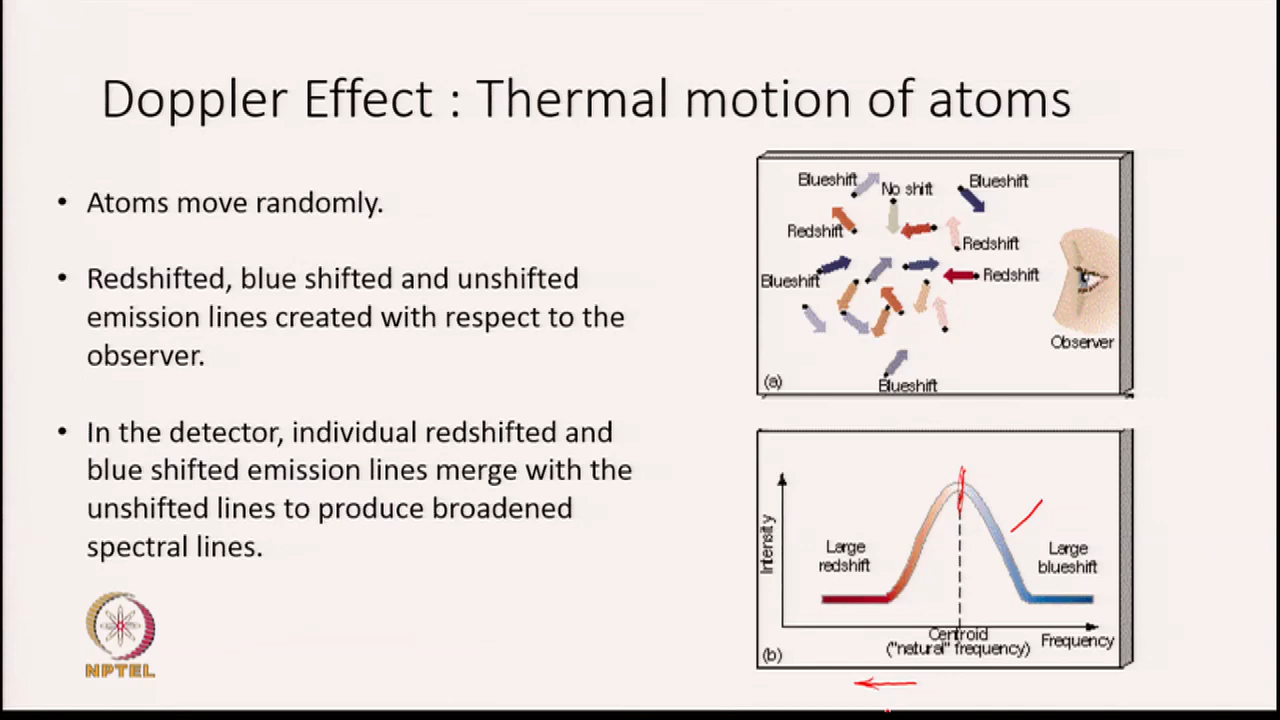 Doppler Effect : Thermal motion of atoms
• Atoms move randomly.
• Redshifted, blue shifted and unshifted
emission lines created with respect to the
observer.
• In the detector, individual redshifted and
blue shifted emission lines merge with the
unshifted lines to produce broadened
spectral lines.
NPTEL
Blueshift
No shift
Blueshift
Redshift
Redshift
Blueshift
Redshift
Observer
(a)
Blueshift
Intensity
Large
redshift
Large
blueshift
Centroid
("natural" frequency)
Frequency
(b)